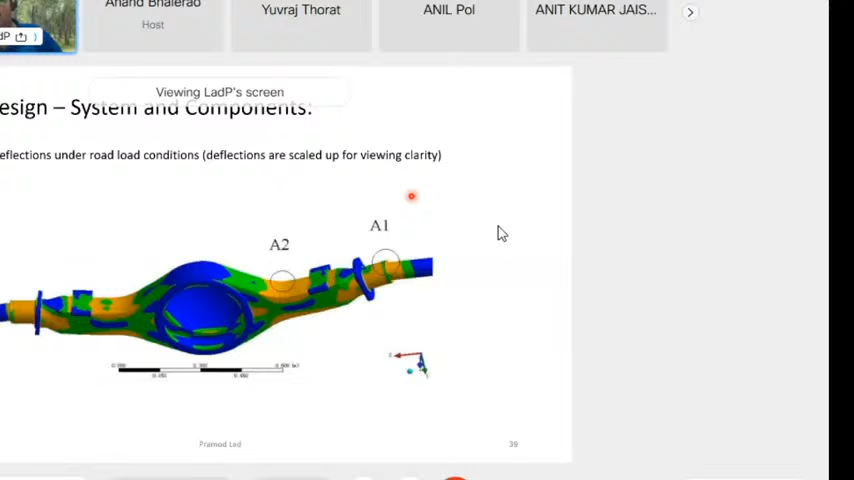 Anand Bhalerao
Yuvraj Thorat
ANIL Pol
ANIT KUMAR JAIS...
Host
dP
Viewing LadP's screen
esign – System and Components:
eflections under road load conditions (deflections are scaled up for viewing clarity)
A1
A2
Pramod Lad
39